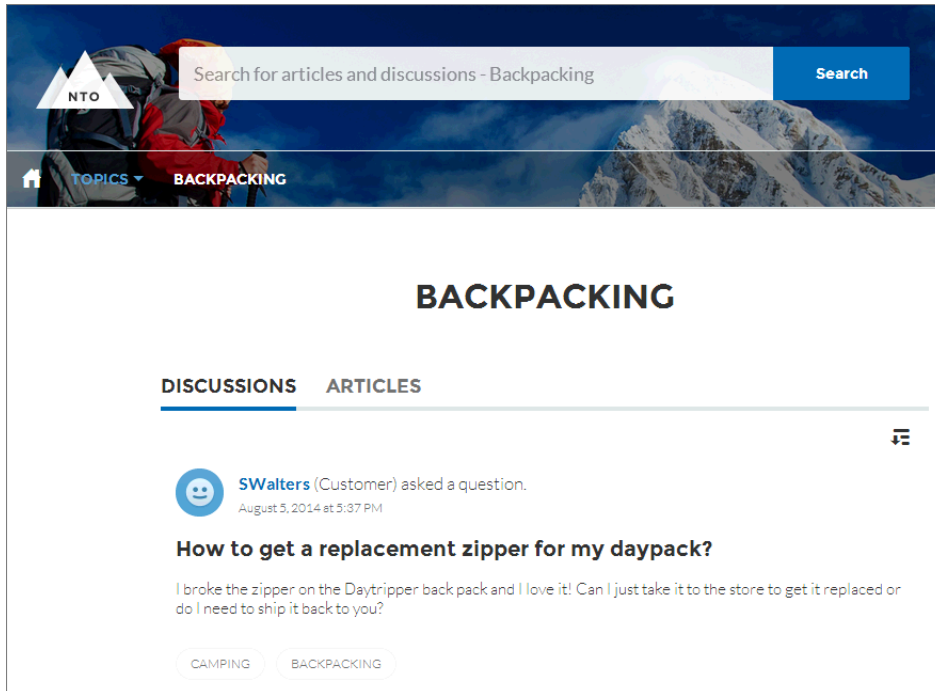 NTO
Search for articles and discussions - Backpacking
Search
TOPICS
BACKPACKING
BACKPACKING
DISCUSSIONS
ARTICLES
SWalters (Customer) asked a question.
August 5, 2014 at 5:37 PM
How to get a replacement zipper for my daypack?
I broke the zipper on the Daytripper back pack and I love it! Can I just take it to the store to get it replaced or
do I need to ship it back to you?
CAMPING
BACKPACKING